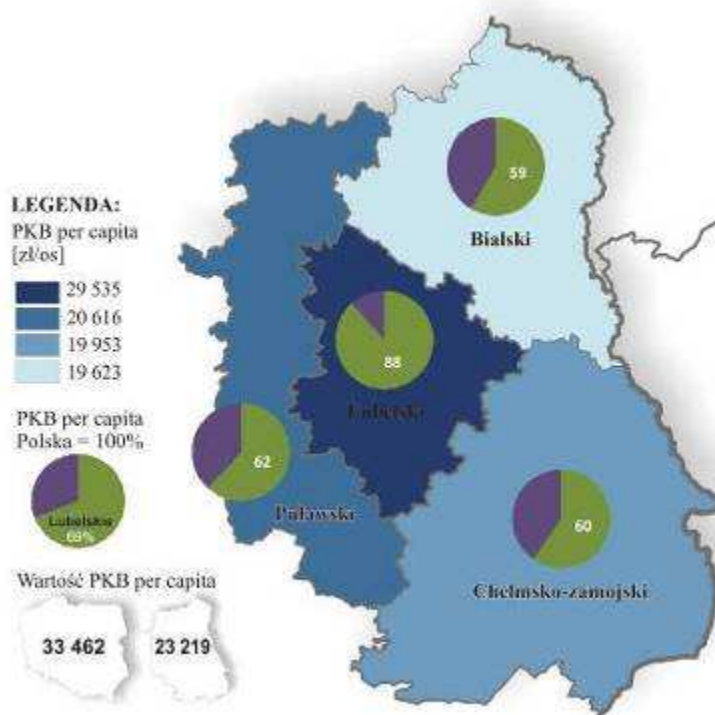 LEGENDA:
PKB per capita
[zł/os]
29 535
20 616
19 953
19 623
PKB per capita
Polska = 100%
Lubelskie
69%
Wartość PKB per capita
33 462
23 219
59
Bialski
88
Lubelski
62
Puławski
60
Chełmsko-zamojski